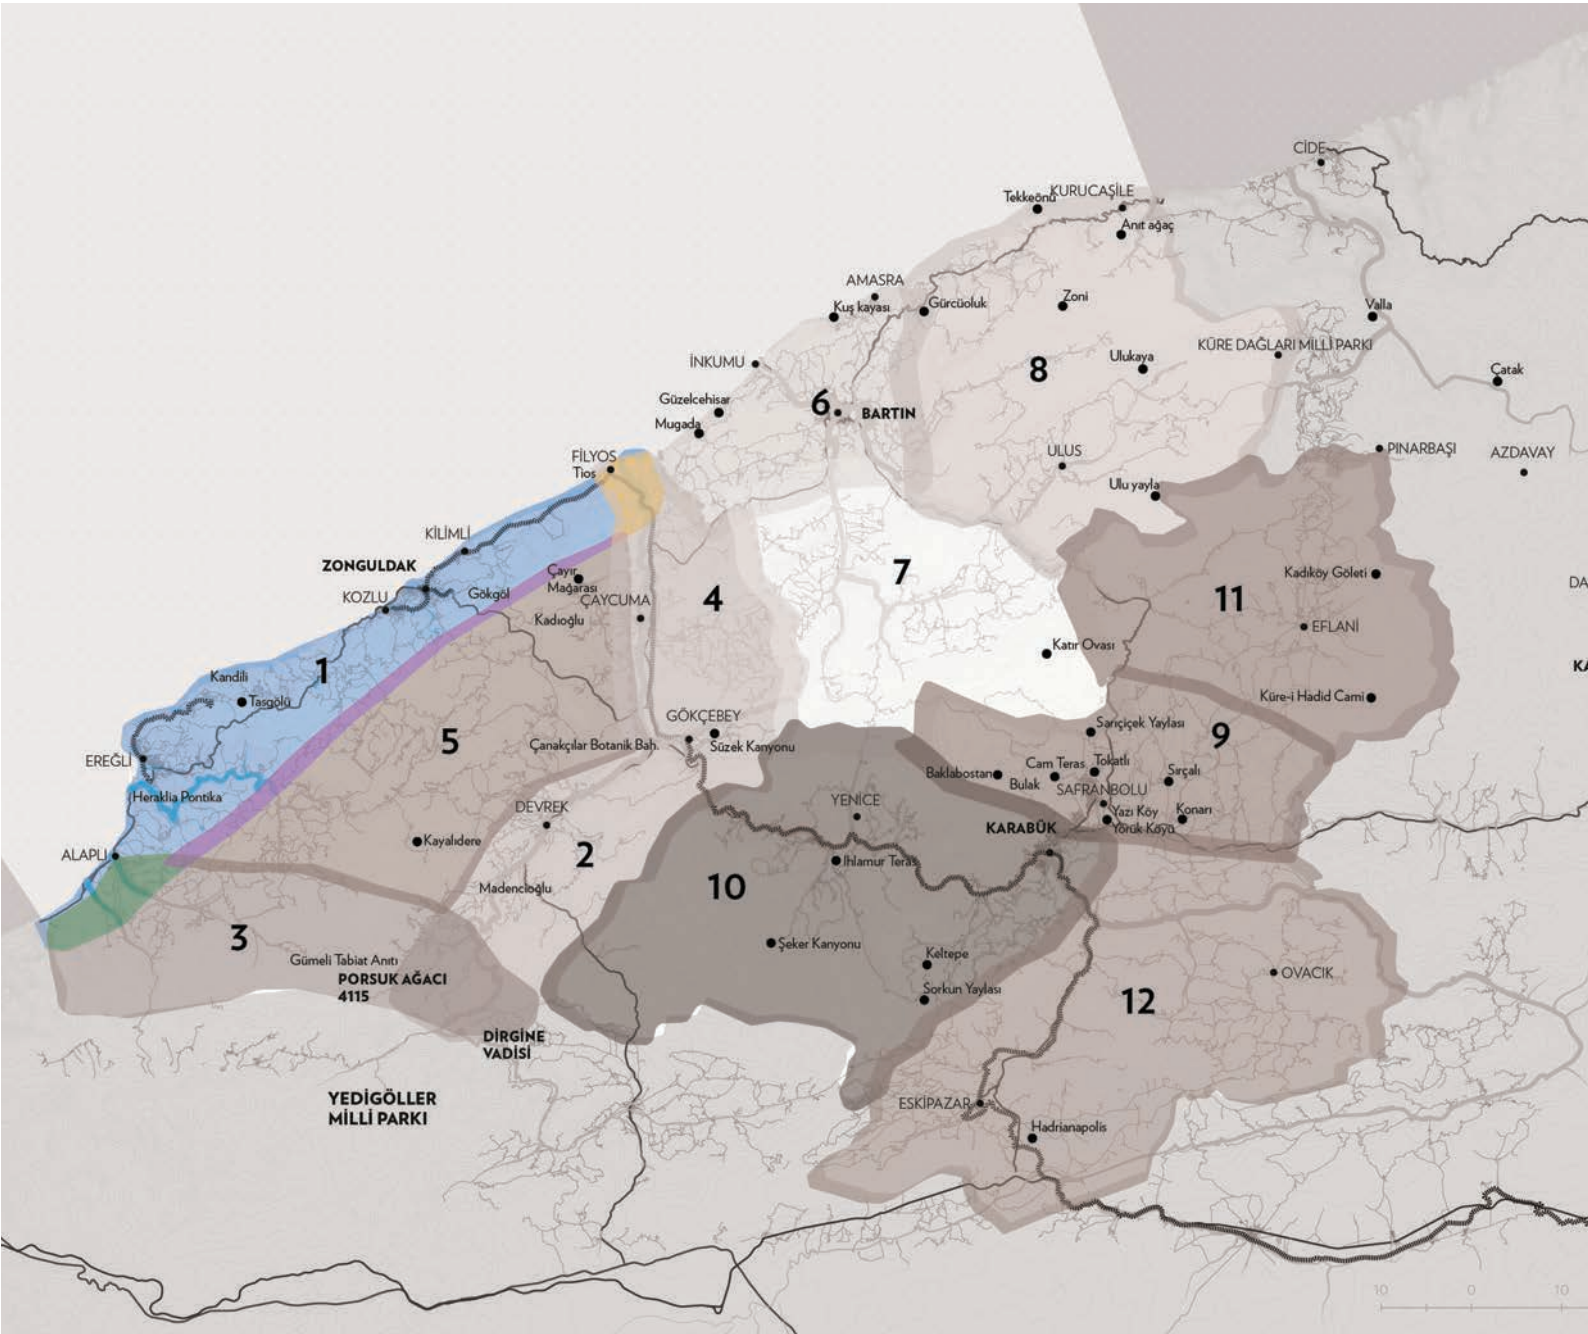 CİDE
KURUCAŞİLE
Tekkeönü
Anıt ağaç
AMASRA
Kuş kayası
Gürcüoluk
Zoni
Valla
KÜRE DAĞLARI MİLLİ PARKI
İNKUMU
8
Ulukaya
Çatak
Güzelcehisar
6
BARTIN
Mugada
ULUS
PINARBAŞI
AZDAVAY
FİLYOS
Tios
Ulu yayla
KİLİMLİ
ZONGULDAK
7
Çayır
Mağarası
Kadıköy Göleti
DA
KOZLU
Gökgöl
ÇAYCUMA
4
11
Kadıoğlu
EFLANİ
Katır Ovası
1
KA
Kandili
Tasgölü
Küre-i Hadid Cami
GÖKÇEBEY
Sarıçiçek Yaylası
5
Çanakçılar Botanik Bah.
Süzek Kanyonu
9
EREĞLİ
Baklabostan
Cam Teras
Tokatlı
Sırçalı
Bulak
SAFRANBOLU
Heraklia Pontika
DEVREK
YENİCE
Yazı Köy
Konarı
KARABÜK
Yörük Köyü
Kayalıdere
ALAPLI
2
Ihlamur Teras
Madencioğlu
10
3
Şeker Kanyonu
Keltepe
Gümeli Tabiat Anıtı
PORSUK AĞACI
4115
OVACIK
Sorkun Yaylası
12
DİRGİNE
VADİSİ
YEDİGÖLLER
MİLLİ PARKI
ESKİPAZAR
Hadrianapolis
10 0 10